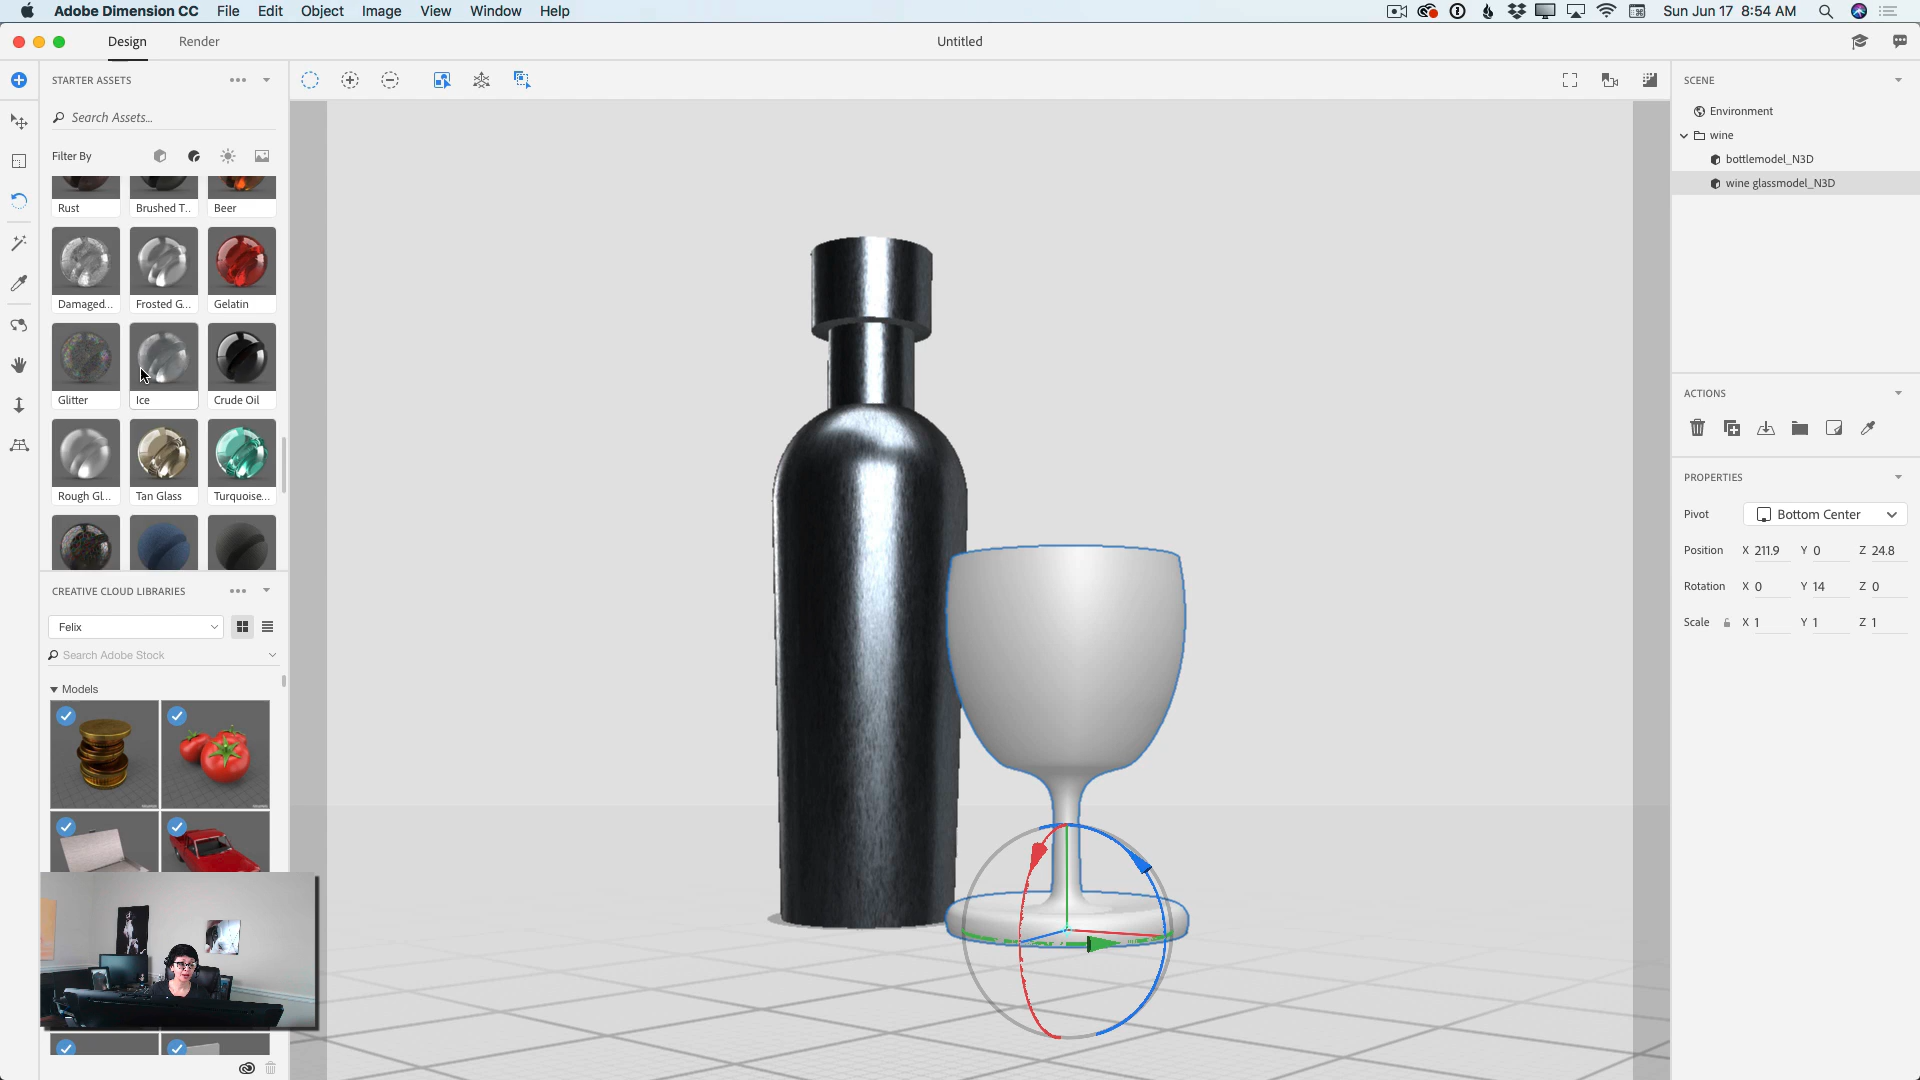 Adobe Dimension CC File Edit Object Image View Window Help Sun Jun 17 8:54 AM
Design Render Untitled
STARTER ASSETS
Search Assets...
Filter By
Rust Brushed T.. Beer
Damaged... Frosted G... Gelatin
Glitter Ice Crude Oil
Rough Gl... Tan Glass Turquoise...
CREATIVE CLOUD LIBRARIES
Felix
Search Adobe Stock
Models
SCENE
Environment
wine
bottlemodel_N3D
wine glassmodel_N3D
ACTIONS
PROPERTIES
Pivot Bottom Center
Position X 211.9 Y 0 Z 24.8
Rotation X 0 Y 14 Z 0
Scale X 1 Y 1 Z 1